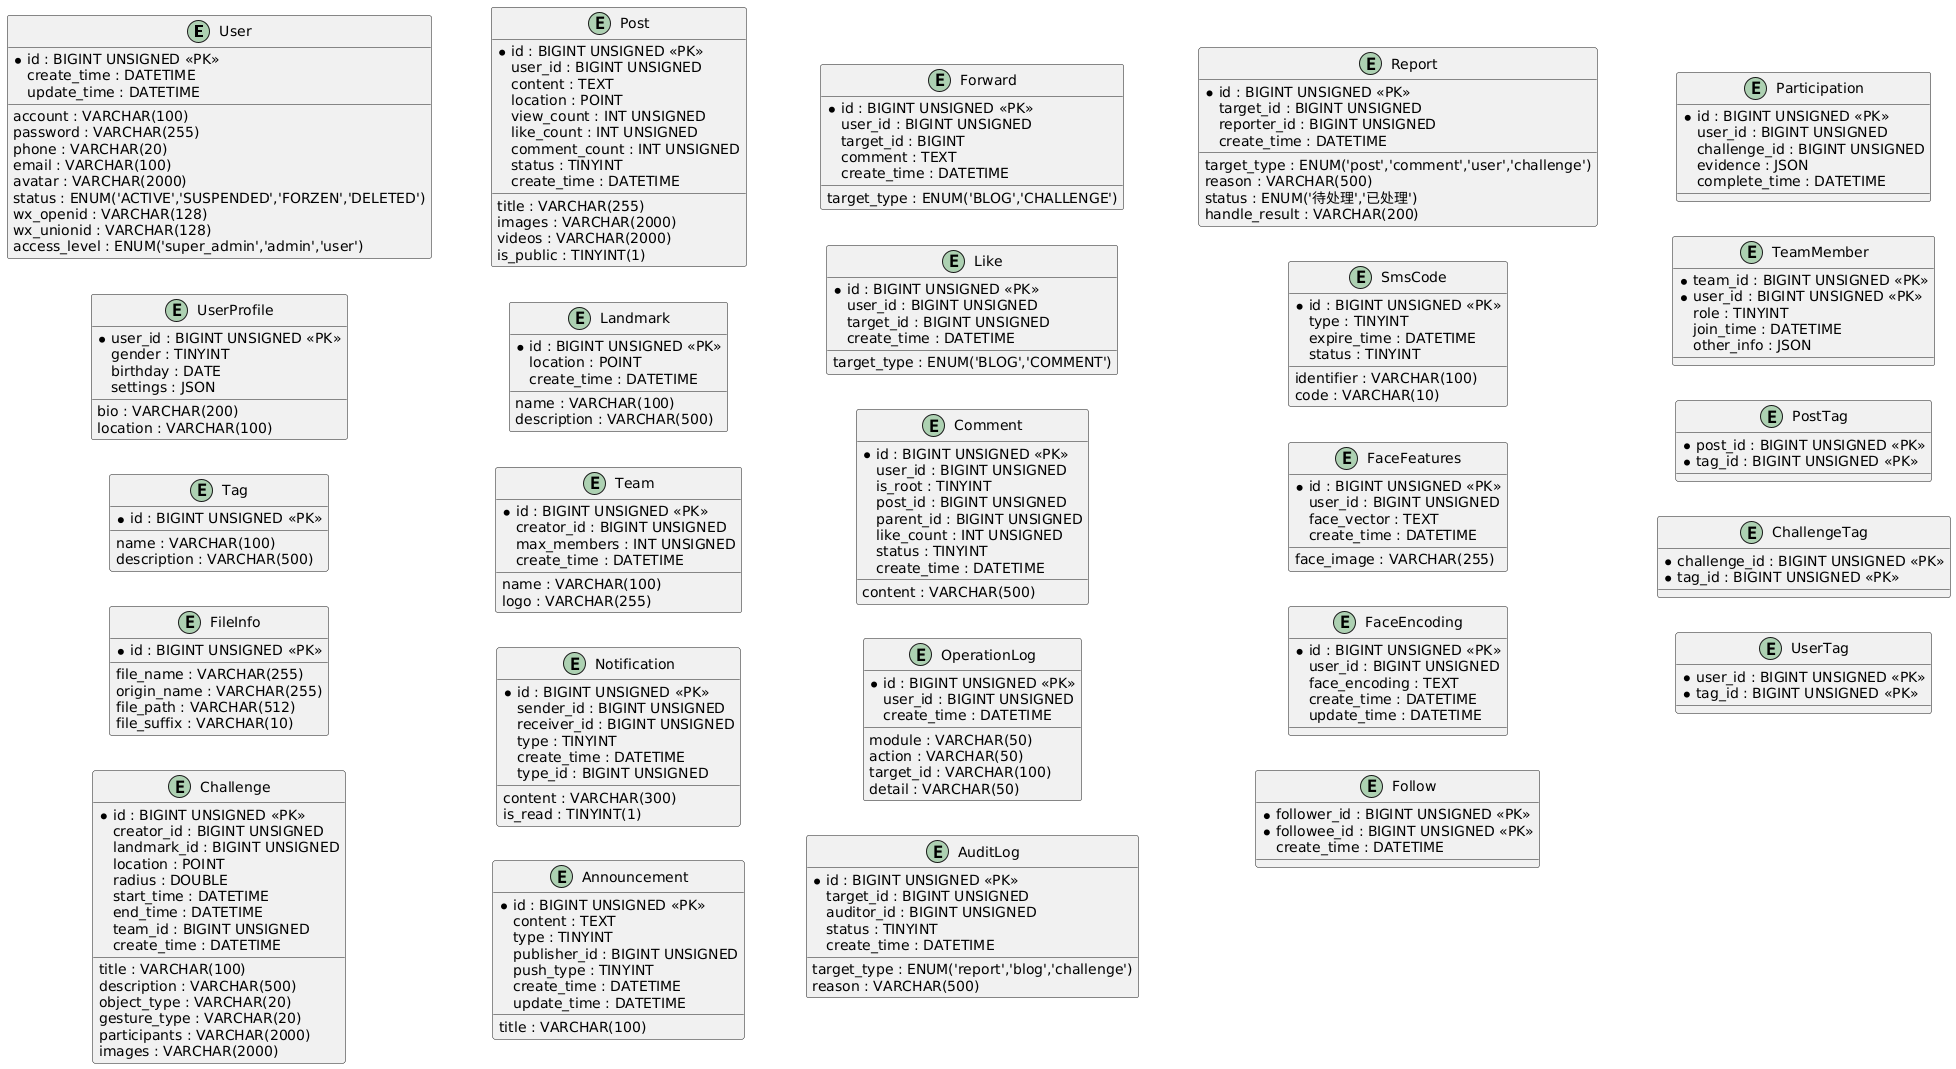 User
id : BIGINT UNSIGNED «PK»
create_time : DATETIME
update_time : DATETIME
account : VARCHAR(100)
password : VARCHAR(255)
phone : VARCHAR(20)
email : VARCHAR(100)
avatar : VARCHAR(2000)
status : ENUM('ACTIVE','SUSPENDED','FORZEN','DELETED')
wx_openid : VARCHAR(128)
wx_unionid : VARCHAR(128)
access_level : ENUM('super_admin','admin','user')
UserProfile
user_id : BIGINT UNSIGNED «PK»
gender : TINYINT
birthday : DATE
settings : JSON
bio : VARCHAR(200)
location : VARCHAR(100)
Tag
id : BIGINT UNSIGNED «PK»
name : VARCHAR(100)
description : VARCHAR(500)
FileInfo
id : BIGINT UNSIGNED «PK»
file_name : VARCHAR(255)
origin_name : VARCHAR(255)
file_path : VARCHAR(512)
file_suffix : VARCHAR(10)
Challenge
id : BIGINT UNSIGNED «PK»
creator_id : BIGINT UNSIGNED
landmark_id : BIGINT UNSIGNED
location : POINT
radius : DOUBLE
start_time : DATETIME
end_time : DATETIME
team_id : BIGINT UNSIGNED
create_time : DATETIME
title : VARCHAR(100)
description : VARCHAR(500)
object_type : VARCHAR(20)
gesture_type : VARCHAR(20)
participants : VARCHAR(2000)
images : VARCHAR(2000)
Post
id : BIGINT UNSIGNED «PK»
user_id : BIGINT UNSIGNED
content : TEXT
location : POINT
view_count : INT UNSIGNED
like_count : INT UNSIGNED
comment_count : INT UNSIGNED
status : TINYINT
create_time : DATETIME
title : VARCHAR(255)
images : VARCHAR(2000)
videos : VARCHAR(2000)
is_public : TINYINT(1)
Landmark
id : BIGINT UNSIGNED «PK»
location : POINT
create_time : DATETIME
name : VARCHAR(100)
description : VARCHAR(500)
Team
id : BIGINT UNSIGNED «PK»
creator_id : BIGINT UNSIGNED
max_members : INT UNSIGNED
create_time : DATETIME
name : VARCHAR(100)
logo : VARCHAR(255)
Notification
id : BIGINT UNSIGNED «PK»
sender_id : BIGINT UNSIGNED
receiver_id : BIGINT UNSIGNED
type : TINYINT
create_time : DATETIME
type_id : BIGINT UNSIGNED
content : VARCHAR(300)
is_read : TINYINT(1)
Announcement
id : BIGINT UNSIGNED «PK»
content : TEXT
type : TINYINT
publisher_id : BIGINT UNSIGNED
push_type : TINYINT
create_time : DATETIME
update_time : DATETIME
title : VARCHAR(100)
Forward
id : BIGINT UNSIGNED «PK»
user_id : BIGINT UNSIGNED
target_id : BIGINT
comment : TEXT
create_time : DATETIME
target_type : ENUM('BLOG','CHALLENGE')
Like
id : BIGINT UNSIGNED «PK»
user_id : BIGINT UNSIGNED
target_id : BIGINT UNSIGNED
create_time : DATETIME
target_type : ENUM('BLOG','COMMENT')
Comment
id : BIGINT UNSIGNED «PK»
user_id : BIGINT UNSIGNED
is_root : TINYINT
post_id : BIGINT UNSIGNED
parent_id : BIGINT UNSIGNED
like_count : INT UNSIGNED
status : TINYINT
create_time : DATETIME
content : VARCHAR(500)
OperationLog
id : BIGINT UNSIGNED «PK»
user_id : BIGINT UNSIGNED
create_time : DATETIME
module : VARCHAR(50)
action : VARCHAR(50)
target_id : VARCHAR(100)
detail : VARCHAR(50)
AuditLog
id : BIGINT UNSIGNED «PK»
target_id : BIGINT UNSIGNED
auditor_id : BIGINT UNSIGNED
status : TINYINT
create_time : DATETIME
target_type : ENUM('report','blog','challenge')
reason : VARCHAR(500)
Report
id : BIGINT UNSIGNED «PK»
target_id : BIGINT UNSIGNED
reporter_id : BIGINT UNSIGNED
create_time : DATETIME
target_type : ENUM('post','comment','user','challenge')
reason : VARCHAR(500)
status : ENUM('待处理','已处理')
handle_result : VARCHAR(200)
SmsCode
id : BIGINT UNSIGNED «PK»
type : TINYINT
expire_time : DATETIME
status : TINYINT
identifier : VARCHAR(100)
code : VARCHAR(10)
FaceFeatures
id : BIGINT UNSIGNED «PK»
user_id : BIGINT UNSIGNED
face_vector : TEXT
create_time : DATETIME
face_image : VARCHAR(255)
FaceEncoding
id : BIGINT UNSIGNED «PK»
user_id : BIGINT UNSIGNED
face_encoding : TEXT
create_time : DATETIME
update_time : DATETIME
Follow
follower_id : BIGINT UNSIGNED «PK»
followee_id : BIGINT UNSIGNED «PK»
create_time : DATETIME
Participation
id : BIGINT UNSIGNED «PK»
user_id : BIGINT UNSIGNED
challenge_id : BIGINT UNSIGNED
evidence : JSON
complete_time : DATETIME
TeamMember
team_id : BIGINT UNSIGNED «PK»
user_id : BIGINT UNSIGNED «PK»
role : TINYINT
join_time : DATETIME
other_info : JSON
PostTag
post_id : BIGINT UNSIGNED «PK»
tag_id : BIGINT UNSIGNED «PK»
ChallengeTag
challenge_id : BIGINT UNSIGNED «PK»
tag_id : BIGINT UNSIGNED «PK»
UserTag
user_id : BIGINT UNSIGNED «PK»
tag_id : BIGINT UNSIGNED «PK»